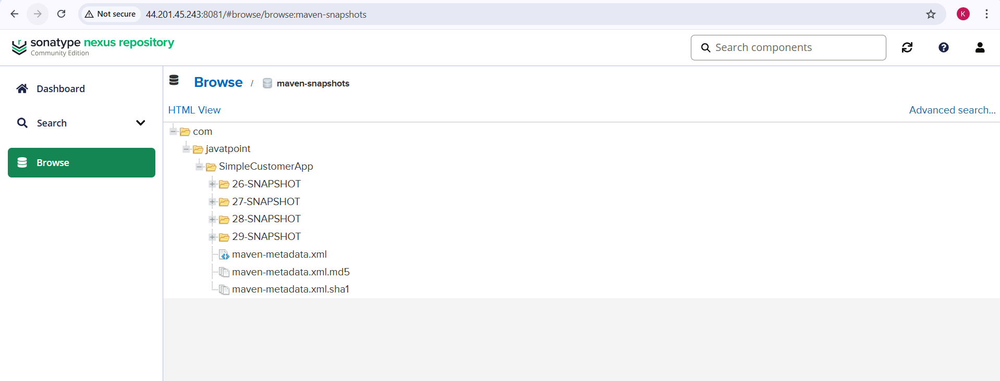 Not secure 44.201.45.243:8081/#browse/browse:maven-snapshots K
sonatype nexus repository
Community Edition
Search components
Dashboard
Search
Browse
Browse / maven-snapshots
HTML View Advanced search...
com
javatpoint
SimpleCustomerApp
26-SNAPSHOT
27-SNAPSHOT
28-SNAPSHOT
29-SNAPSHOT
maven-metadata.xml
maven-metadata.xml.md5
maven-metadata.xml.sha1